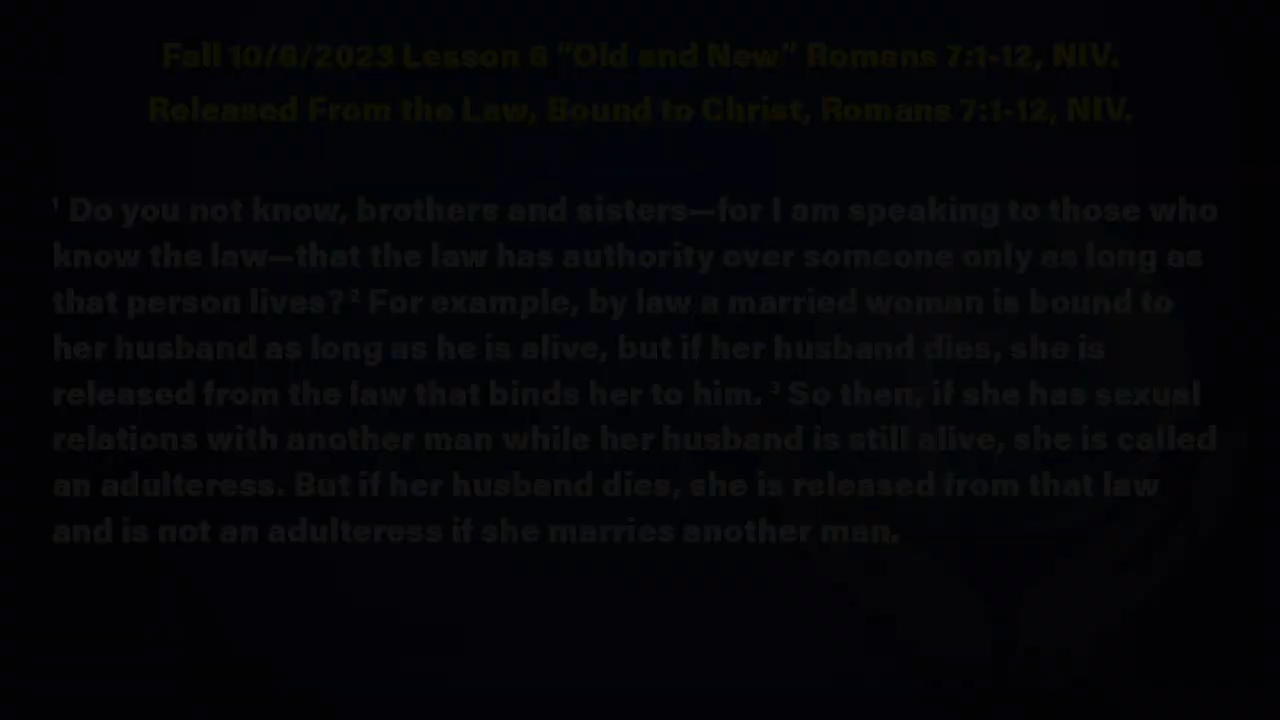 Fall 10/6/2023 Lesson 6 "Old and New" Romans 7:1-12, NIV.
Released From the Law, Bound to Christ, Romans 7:1-12, NIV.
¹ Do you not know, brothers and sisters—for I am speaking to those who
know the law—that the law has authority over someone only as long as
that person lives? ² For example, by law a married woman is bound to
her husband as long as he is alive, but if her husband dies, she is
released from the law that binds her to him. ³ So then, if she has sexual
relations with another man while her husband is still alive, she is called
an adulteress. But if her husband dies, she is released from that law
and is not an adulteress if she marries another man.